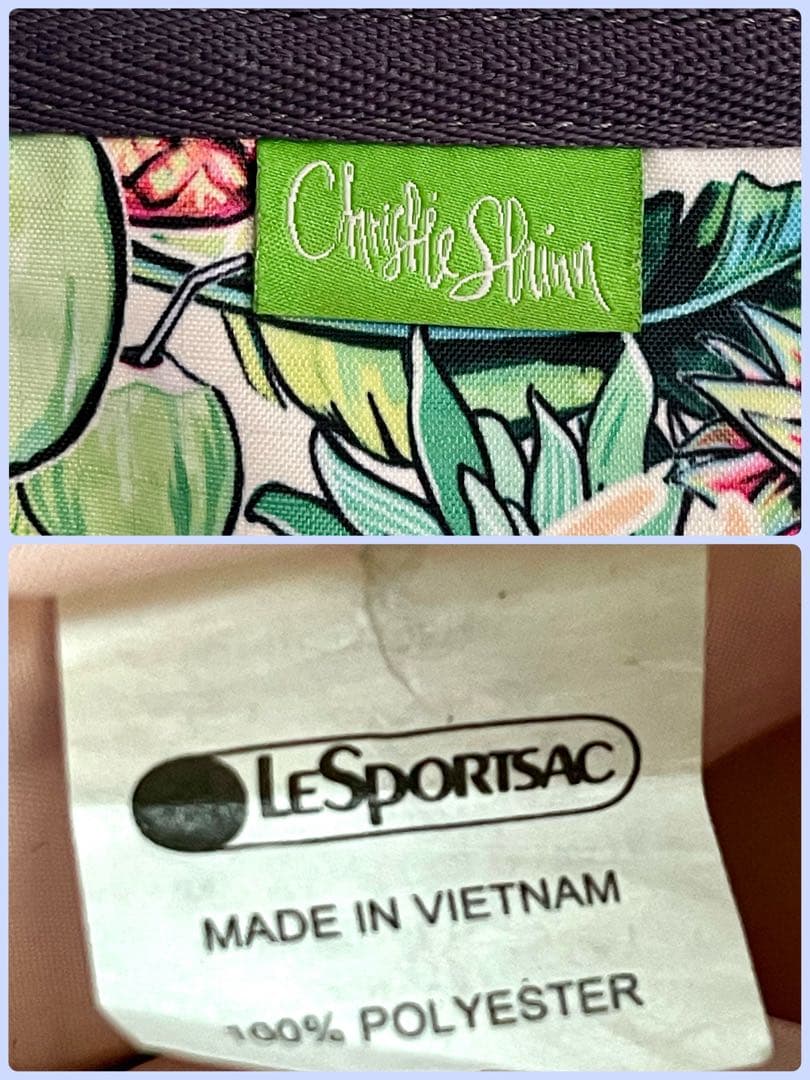 Christie Shinn
LESPORTSAC
MADE IN VIETNAM
100% POLYESTER